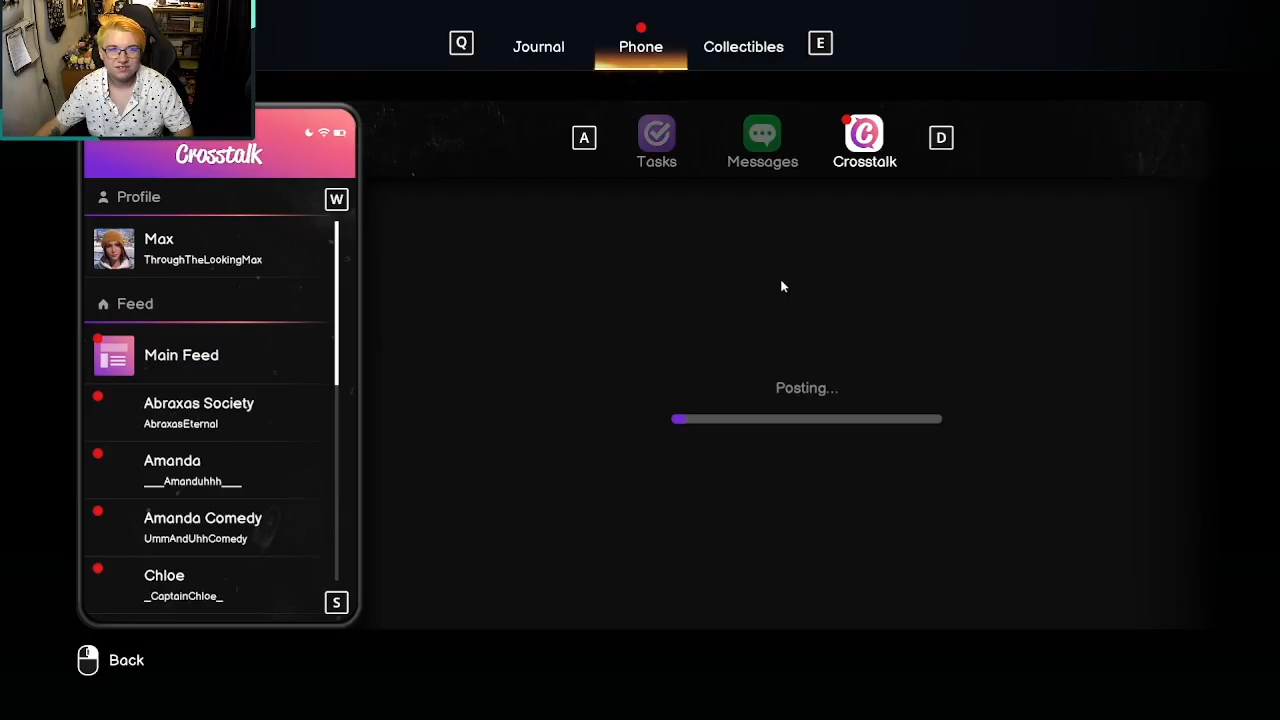 Q
Journal
Phone
Collectibles
E
Crosstalk
A
Tasks
Messages
Crosstalk
D
Profile
W
Max
ThroughTheLookingMax
Feed
Main Feed
Abraxas Society
AbraxasEternal
Amanda
___Amanduhhh___
Amanda Comedy
UmmAndUhhComedy
Chloe
_CaptainChloe_
S
Posting...
Back